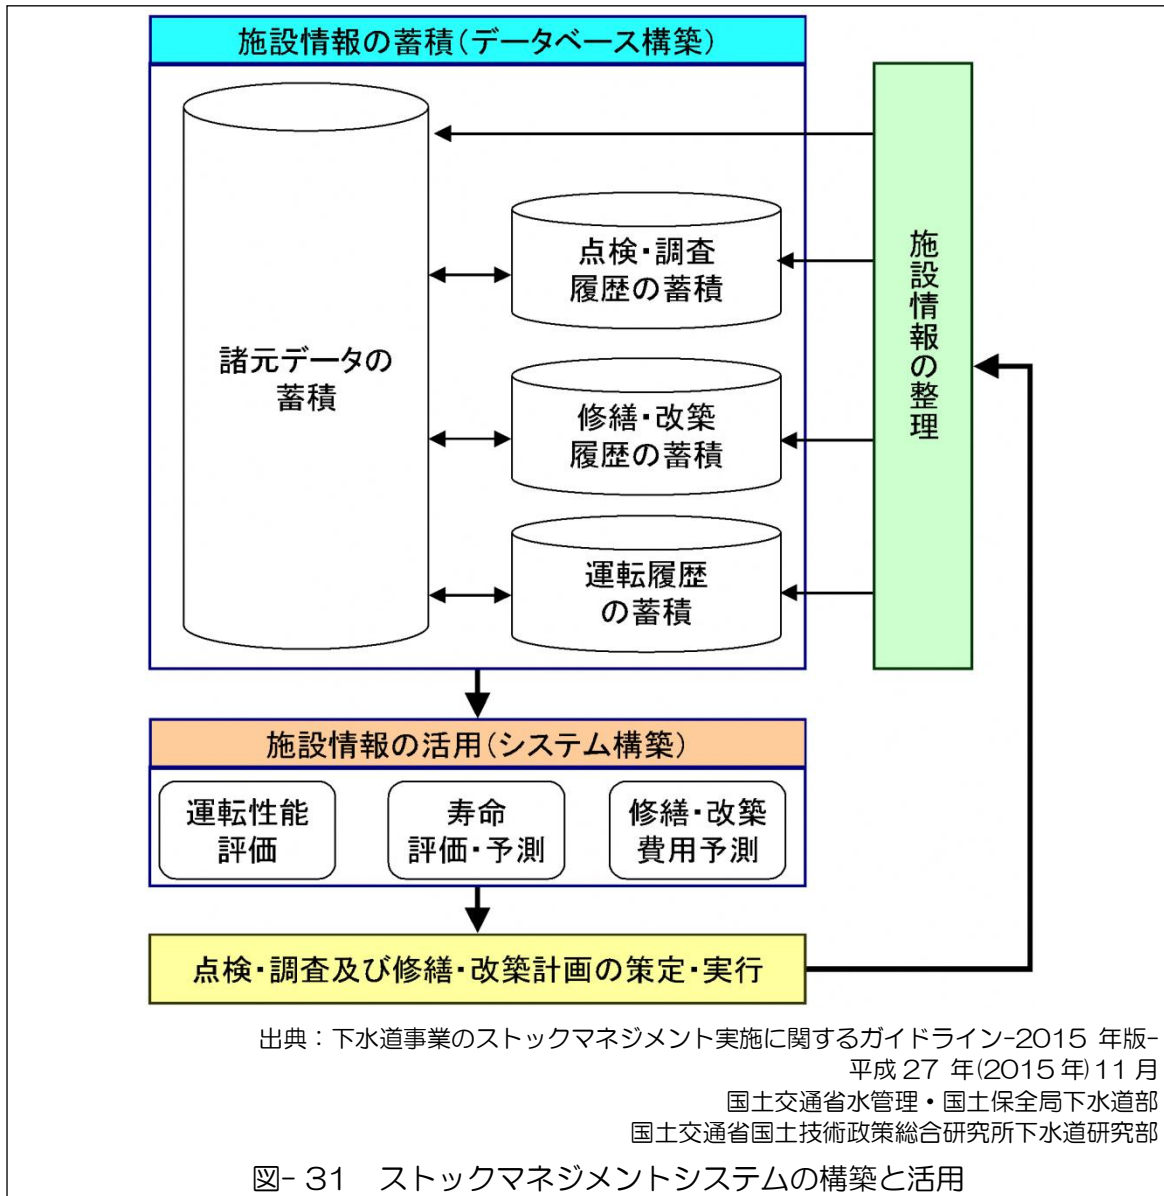 施設情報の蓄積(データベース構築)
諸元データの
蓄積
点検・調査
履歴の蓄積
修繕・改築
履歴の蓄積
運転履歴
の蓄積
施設情報の整理
施設情報の活用(システム構築)
運転性能
評価
寿命
評価・予測
修繕・改築
費用予測
点検・調査及び修繕・改築計画の策定・実行
出典：下水道事業のストックマネジメント実施に関するガイドライン-2015 年版-
平成 27 年(2015 年)11 月
国土交通省水管理・国土保全局下水道部
国土交通省国土技術政策総合研究所下水道研究部
図- 31 ストックマネジメントシステムの構築と活用